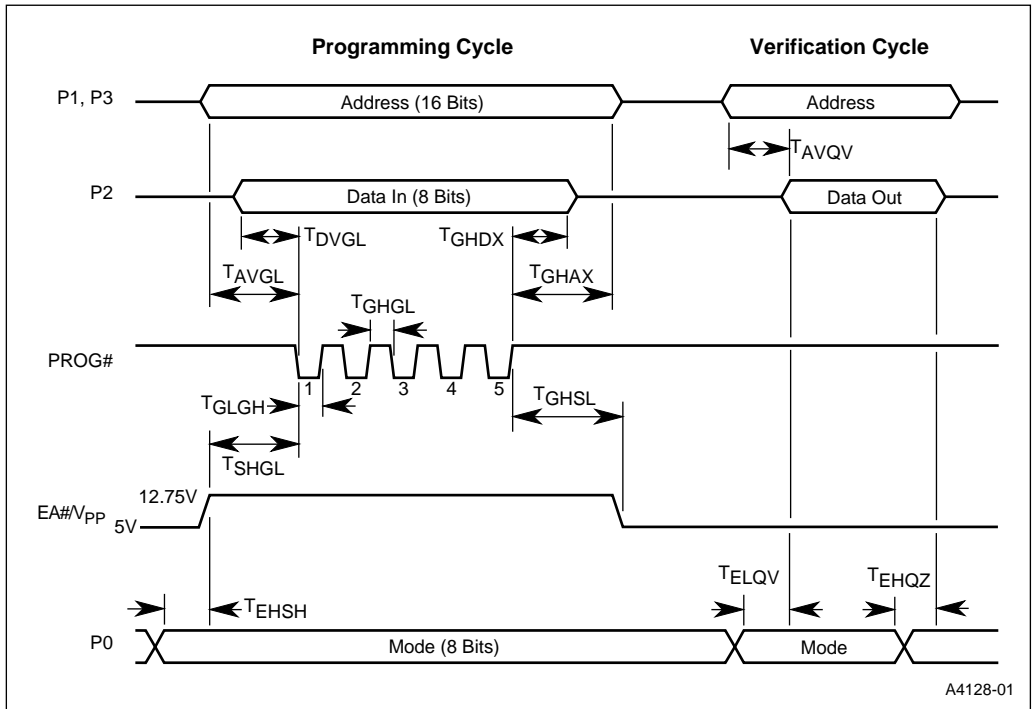 Programming Cycle
Verification Cycle
P1, P3
Address (16 Bits)
Address
TAVQV
P2
Data In (8 Bits)
Data Out
TDVGL
TGHDX
TAVGL
TGHAX
TGHGL
PROG#
1
2
3
4
5
TGLGH
TGHSL
TSHGL
12.75V
EA#/VPP
5V
TELQV
TEHQZ
TEHSH
P0
Mode (8 Bits)
Mode
A4128-01